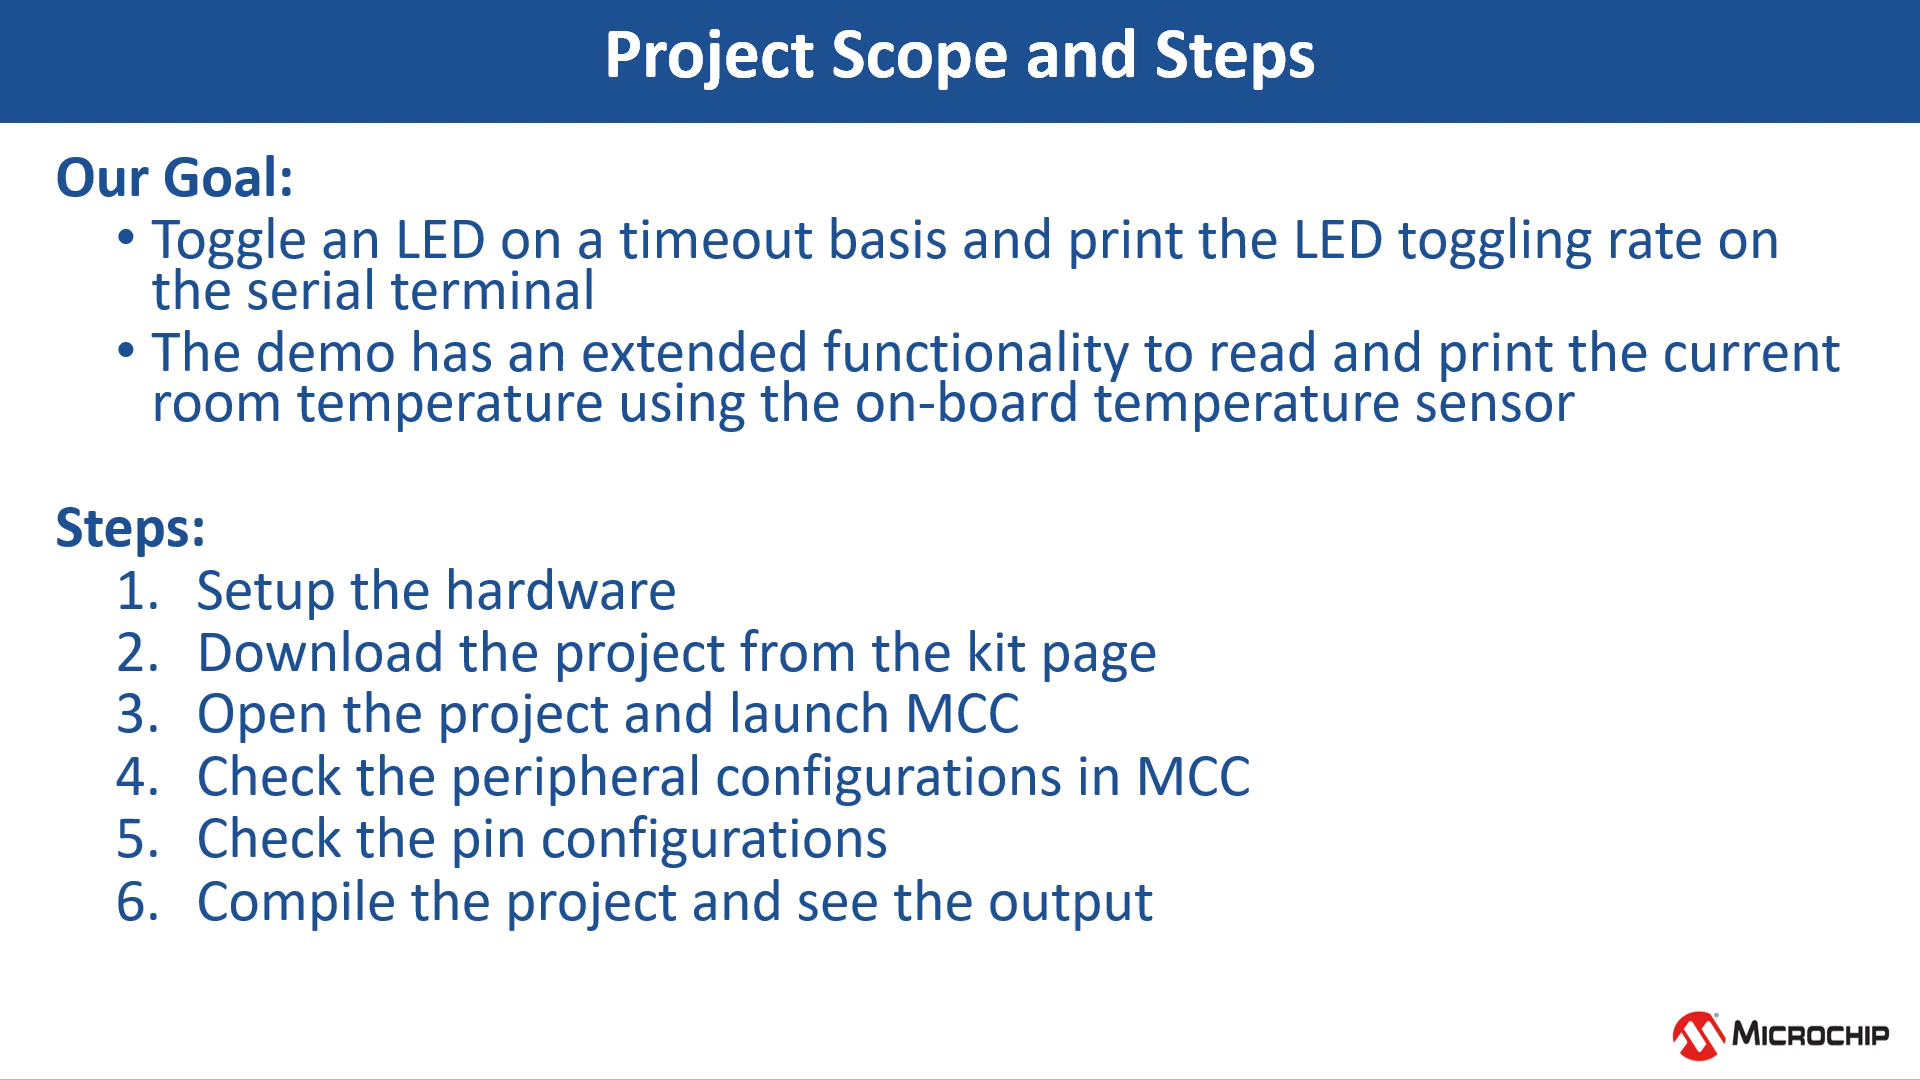 Project Scope and Steps
Our Goal:
• Toggle an LED on a timeout basis and print the LED toggling rate on
the serial terminal
• The demo has an extended functionality to read and print the current
room temperature using the on-board temperature sensor
Steps:
1. Setup the hardware
2. Download the project from the kit page
3. Open the project and launch MCC
4. Check the peripheral configurations in MCC
5. Check the pin configurations
6. Compile the project and see the output
MICROCHIP